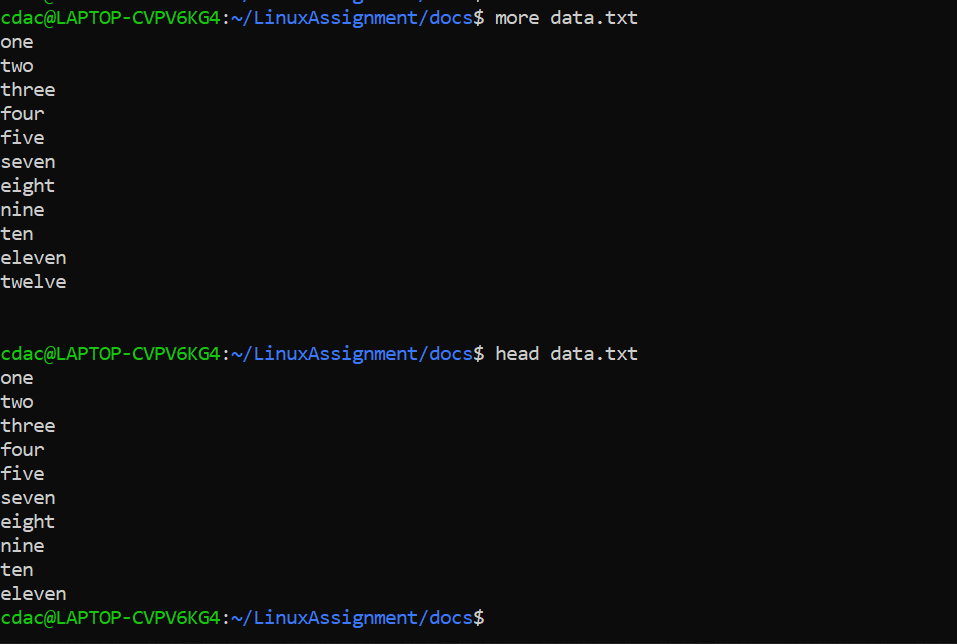 cdac@LAPTOP-CVPV6KG4:~/LinuxAssignment/docs$ more data.txt
one
two
three
four
five
seven
eight
nine
ten
eleven
twelve
cdac@LAPTOP-CVPV6KG4:~/LinuxAssignment/docs$ head data.txt
one
two
three
four
five
seven
eight
nine
ten
eleven
cdac@LAPTOP-CVPV6KG4:~/LinuxAssignment/docs$